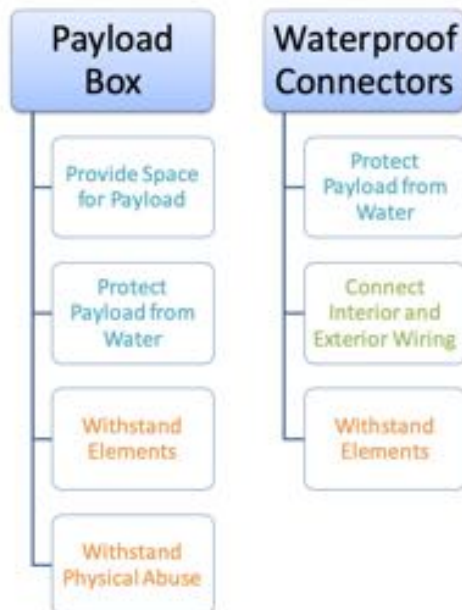 Payload
Box
Provide Space
for Payload
Protect
Payload from
Water
Withstand
Elements
Withstand
Physical Abuse
Waterproof
Connectors
Protect
Payload from
Water
Connect
Interior and
Exterior Wiring
Withstand
Elements